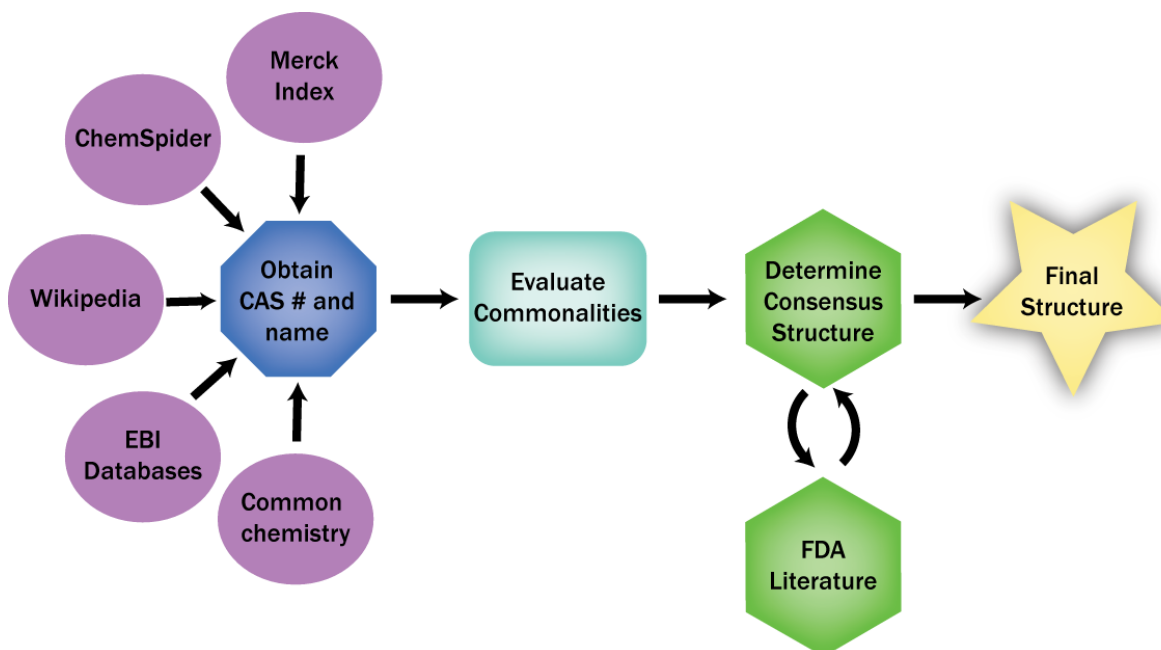 Merck
Index
ChemSpider
Wikipedia
EBI
Databases
Common
chemistry
Obtain
CAS # and
name
Evaluate
Commonalities
Determine
Consensus
Structure
FDA
Literature
Final
Structure